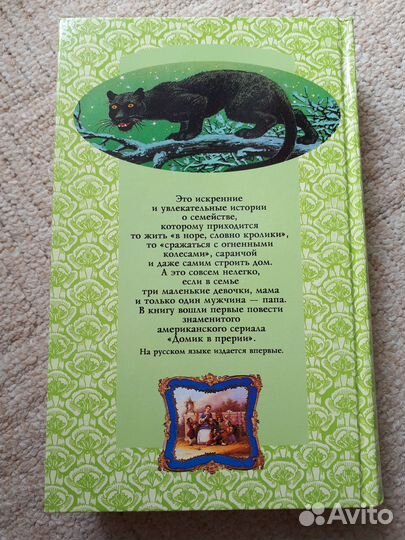 Это искренние
и увлекательные истории
о семействе,
которому приходится
то жить «в норе, словно кролики»,
то «сражаться с огненными
колесами», саранчой
и даже самим строить дом.
А это совсем нелегко,
если в семье
три маленькие девочки, мама
и только один мужчина — папа.
В книгу вошли первые повести
знаменитого
американского сериала
«Домик в прерии».
На русском языке издается впервые.
Avito